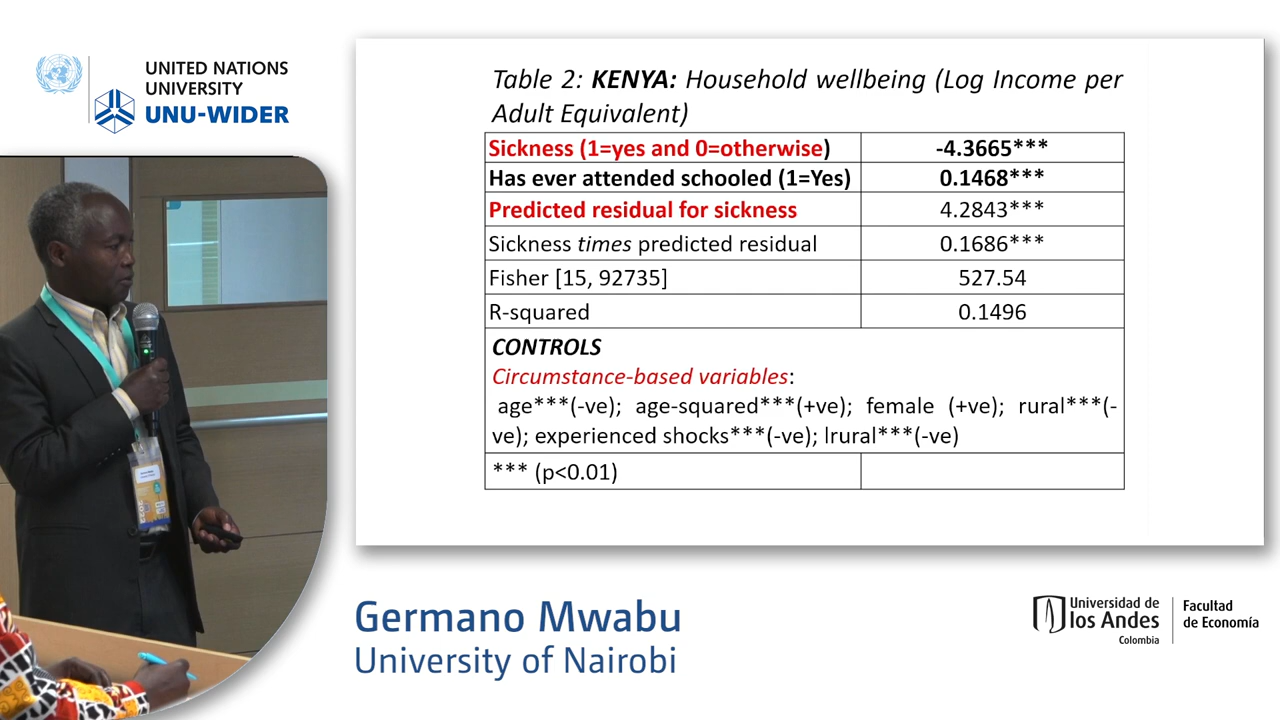 UNITED NATIONS
UNIVERSITY
UNU-WIDER
Table 2: KENYA: Household wellbeing (Log Income per
Adult Equivalent)
Sickness (1=yes and 0=otherwise) -4.3665***
Has ever attended schooled (1=Yes) 0.1468***
Predicted residual for sickness 4.2843***
Sickness times predicted residual 0.1686***
Fisher [15, 92735] 527.54
R-squared 0.1496
CONTROLS
Circumstance-based variables:
age***(-ve); age-squared***(+ve); female (+ve); rural***(-
ve); experienced shocks***(-ve); lrural***(-ve)
*** (p<0.01)
Germano Mwabu
University of Nairobi
Universidad de
los Andes
Colombia
Facultad
de Economía